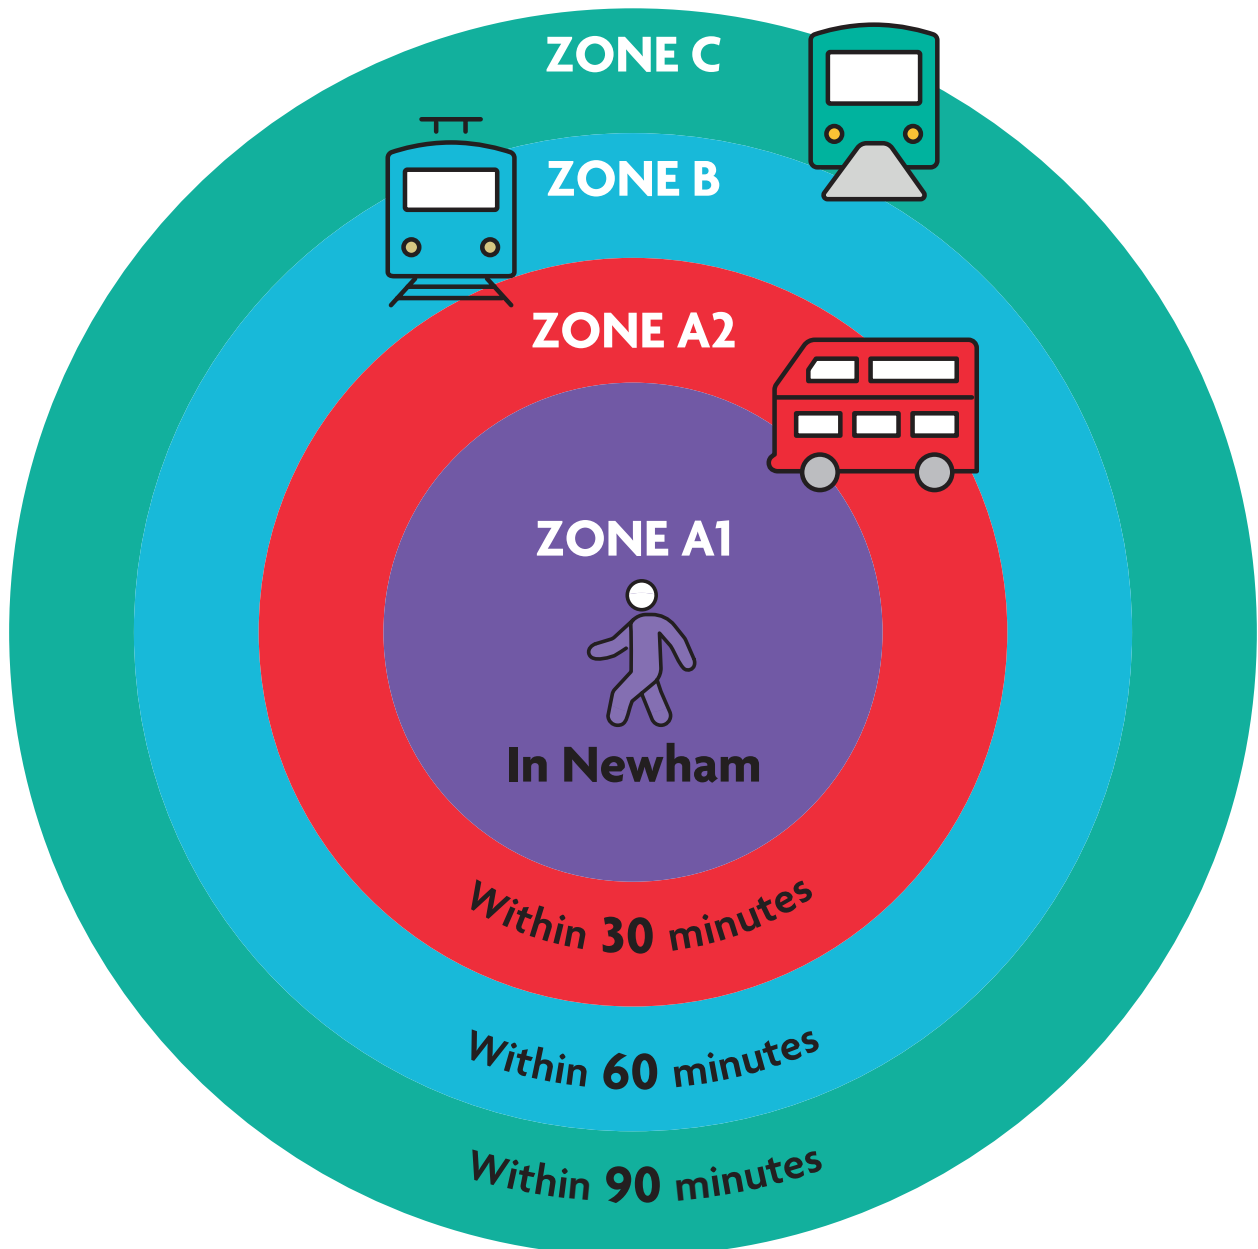 ZONE C
ZONE B
ZONE A2
ZONE A1
In Newham
Within 30 minutes
Within 60 minutes
Within 90 minutes